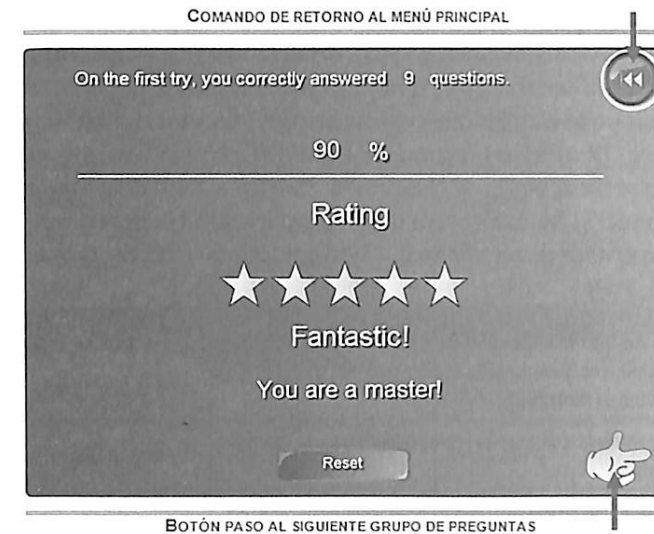 COMANDO DE RETORNO AL MENÚ PRINCIPAL
On the first try, you correctly answered 9 questions.
90 %
Rating
Fantastic!
You are a master!
Reset
BOTÓN PASO AL SIGUIENTE GRUPO DE PREGUNTAS